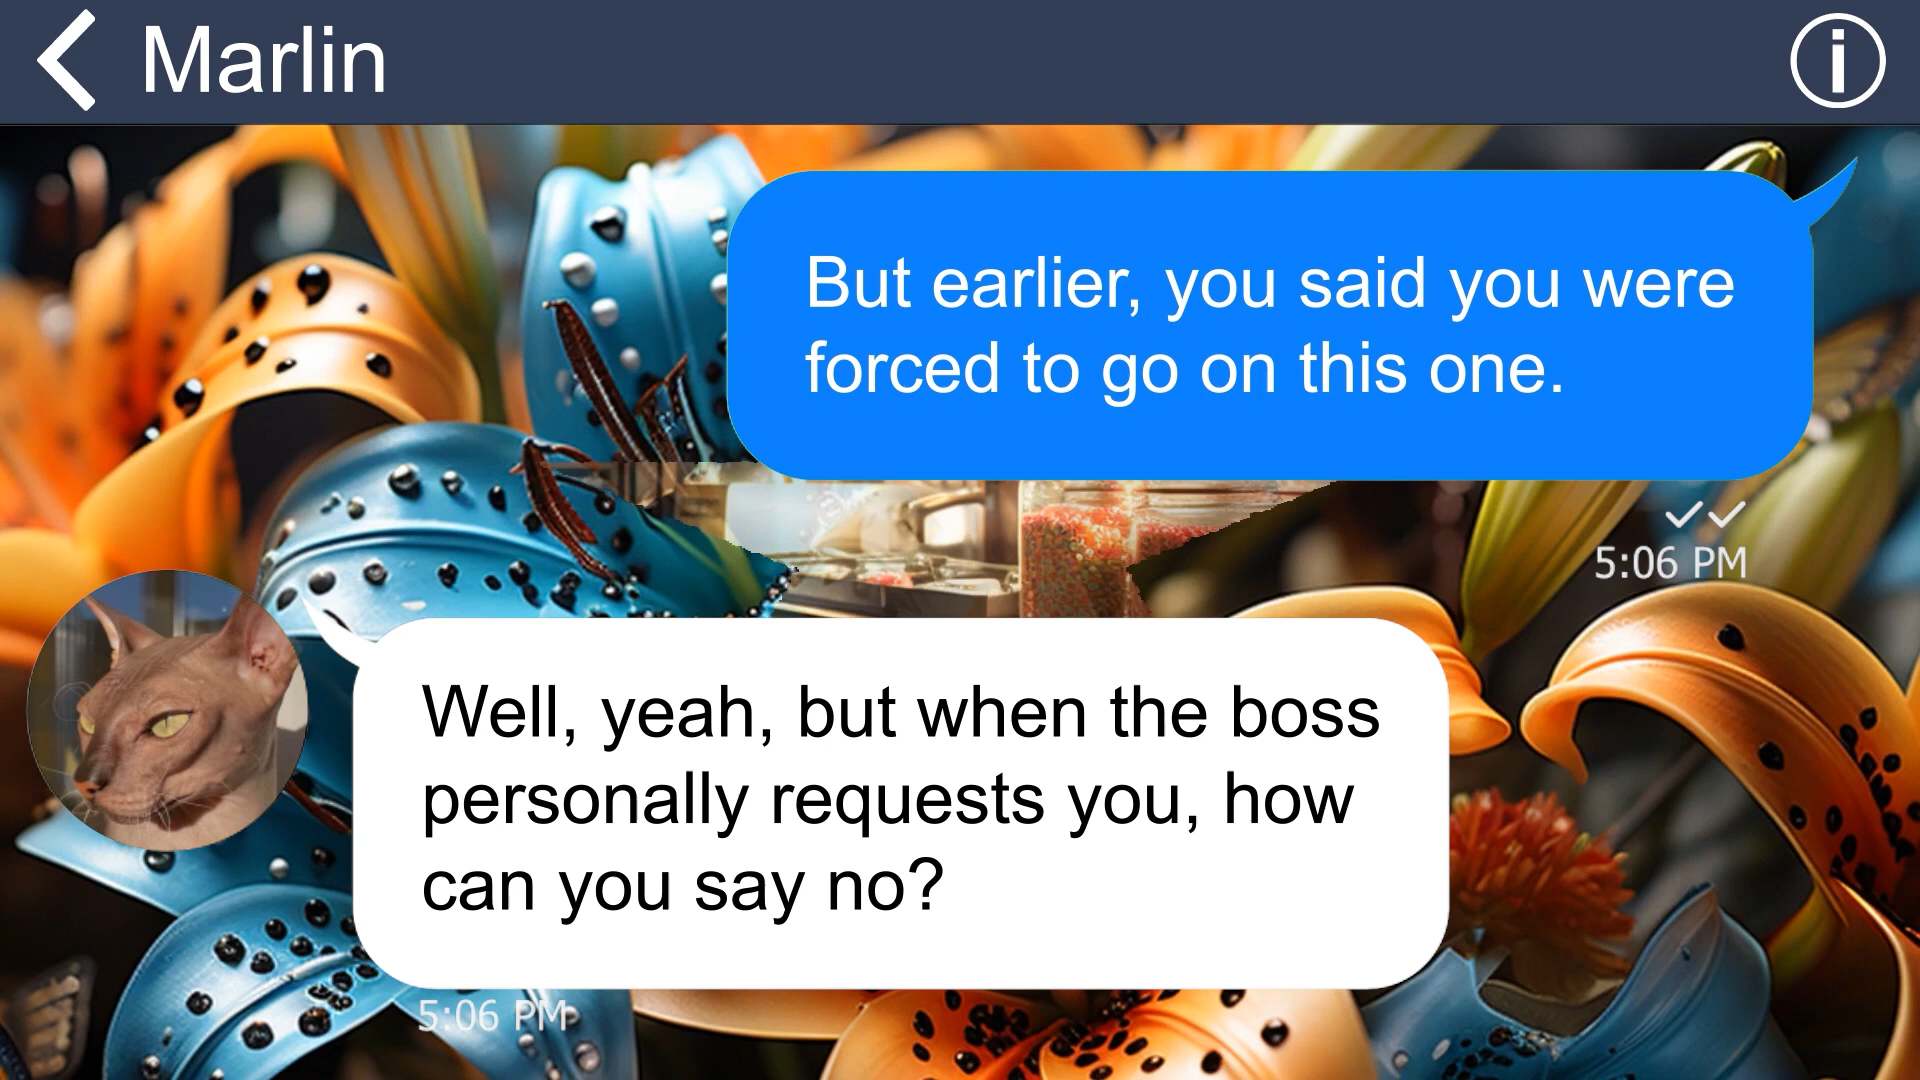 Marlin
But earlier, you said you were
forced to go on this one.
5:06 PM
Well, yeah, but when the boss
personally requests you, how
can you say no?
5:06 PM